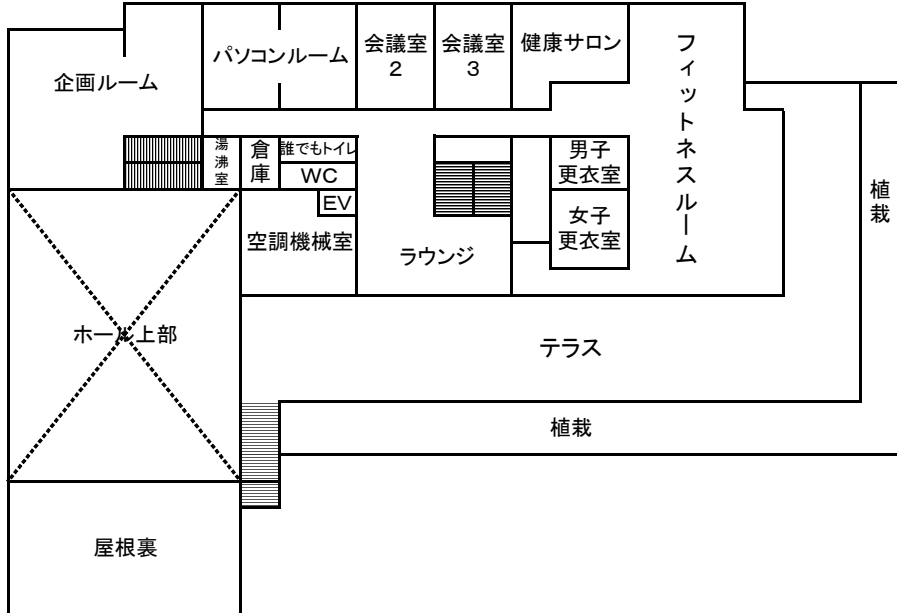 企画ルーム
パソコンルーム
会議室
2
会議室
3
健康サロン
フィットネスルーム
湯沸室
倉庫
誰でもトイレ
WC
EV
空調機械室
ラウンジ
男子
更衣室
女子
更衣室
植栽
ホール上部
テラス
植栽
屋根裏